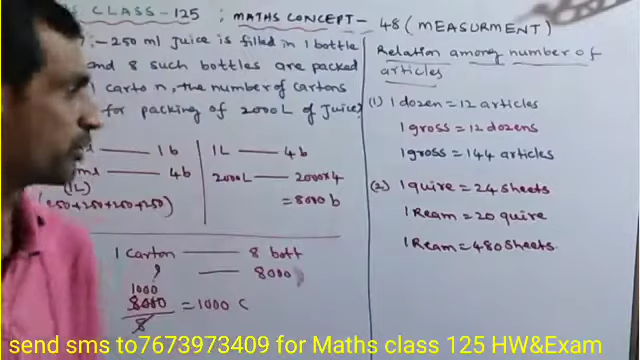 CLASS-125 ; MATHS CONCEPT- 48 (MEASURMENT)
:- 250 ml Juice is filled in 1 bottle
and 8 such bottles are packed
1 carton, the number of cartons
for packing of 2000L of Juice?
1b
4b
(1L)
(250+250+250+250)
1L 4b
2000L 2000x4
=8000 b
1 Carton 8 bott
? 8000
1000
8000
8
=1000 C
Relation among number of
articles
(1) 1 dozen = 12 articles
1 gross = 12 dozens
1 gross = 144 articles
(2) 1 quire = 24 sheets
1 Ream = 20 quire
1 Ream = 480 sheets.
send sms to7673973409 for Maths class 125 HW&Exam